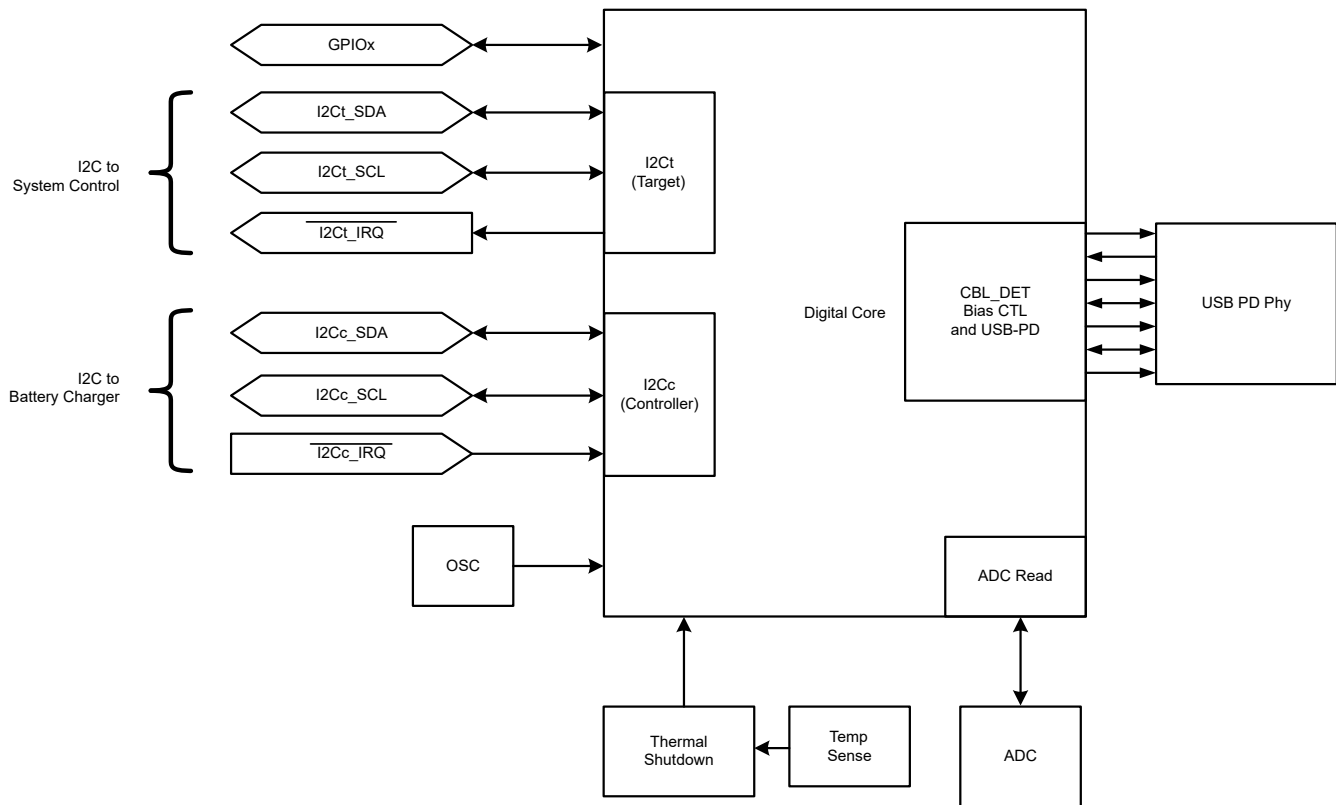 GPIOx
I2Ct_SDA
I2C to
System Control
I2Ct_SCL
I2Ct_IRQ
I2Ct
(Target)
Digital Core
CBL_DET
Bias CTL
and USB-PD
USB PD Phy
I2Cc_SDA
I2C to
Battery Charger
I2Cc_SCL
I2Cc_IRQ
I2Cc
(Controller)
OSC
ADC Read
Thermal
Shutdown
Temp
Sense
ADC